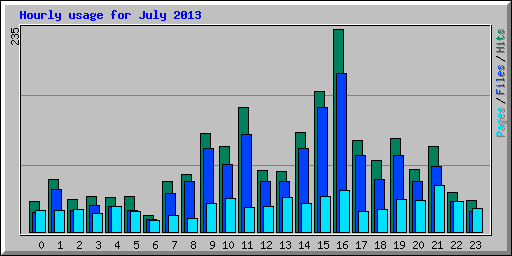 Hourly usage for July 2013
235
Pages / Files / Hits
0 1 2 3 4 5 6 7 8 9 10 11 12 13 14 15 16 17 18 19 20 21 22 23